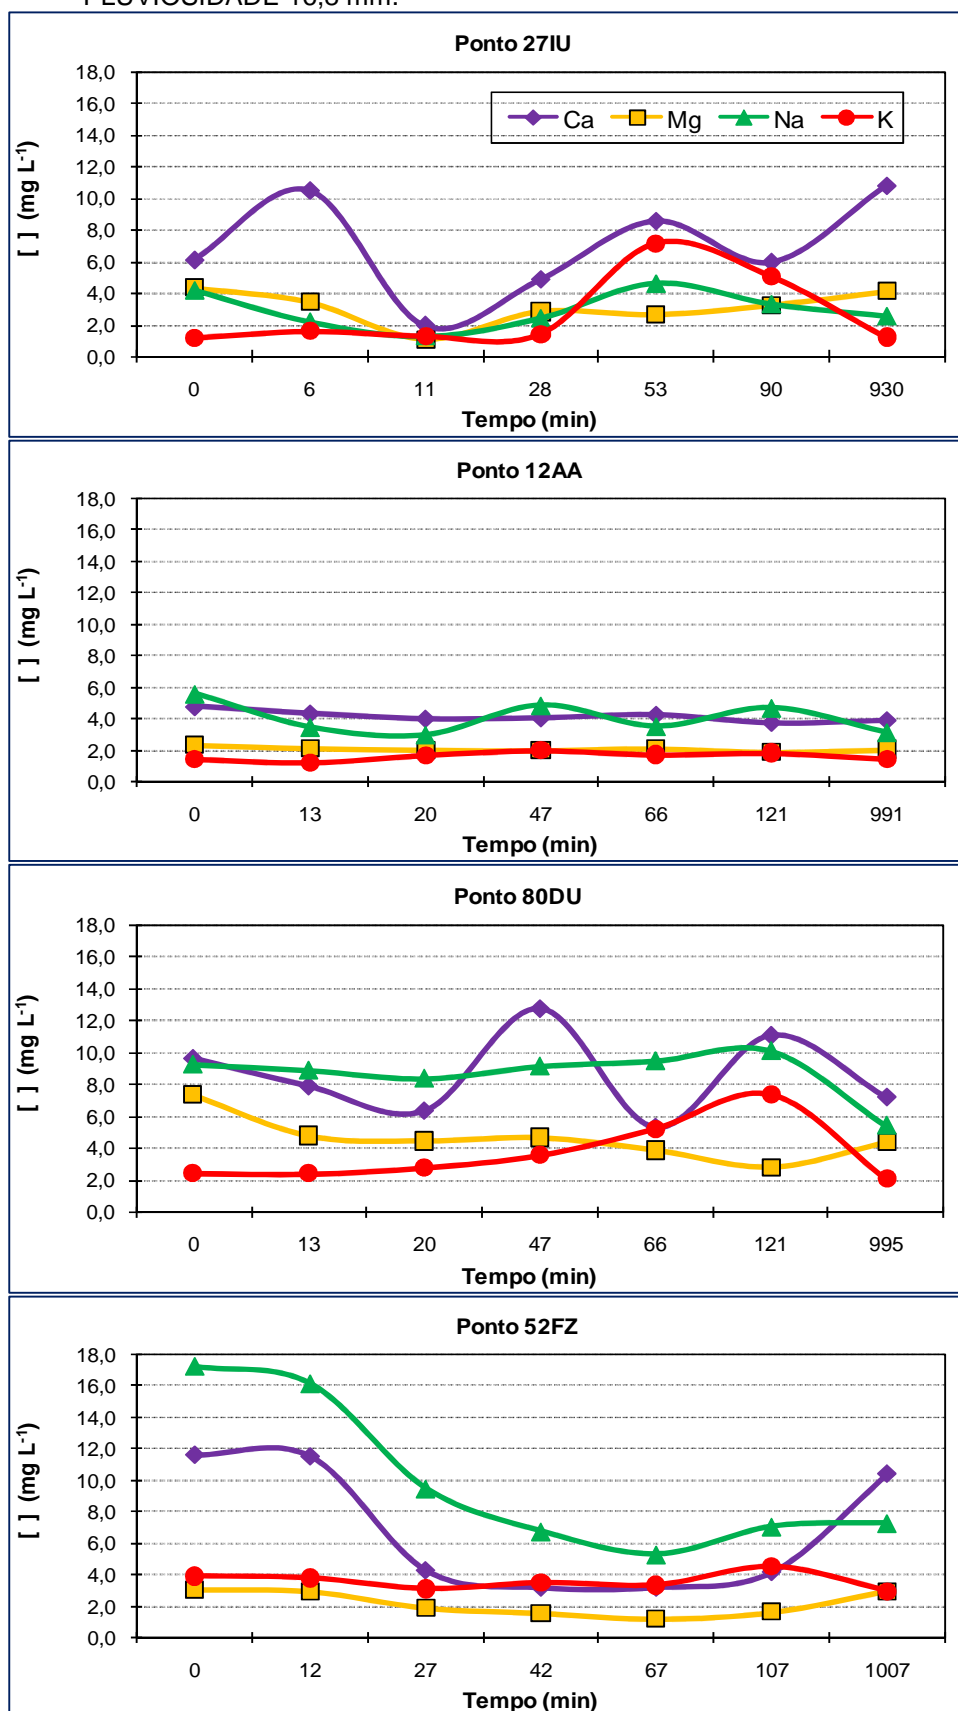 Ponto 27IU
18,0
16,0
14,0
12,0
10,0
8,0
6,0
4,0
2,0
0,0
[ ] (mg L⁻¹)
Ca Mg Na K
0 6 11 28 53 90 930
Tempo (min)
Ponto 12AA
18,0
16,0
14,0
12,0
10,0
8,0
6,0
4,0
2,0
0,0
[ ] (mg L⁻¹)
0 13 20 47 66 121 991
Tempo (min)
Ponto 80DU
18,0
16,0
14,0
12,0
10,0
8,0
6,0
4,0
2,0
0,0
[ ] (mg L⁻¹)
0 13 20 47 66 121 995
Tempo (min)
Ponto 52FZ
18,0
16,0
14,0
12,0
10,0
8,0
6,0
4,0
2,0
0,0
[ ] (mg L⁻¹)
0 12 27 42 67 107 1007
Tempo (min)